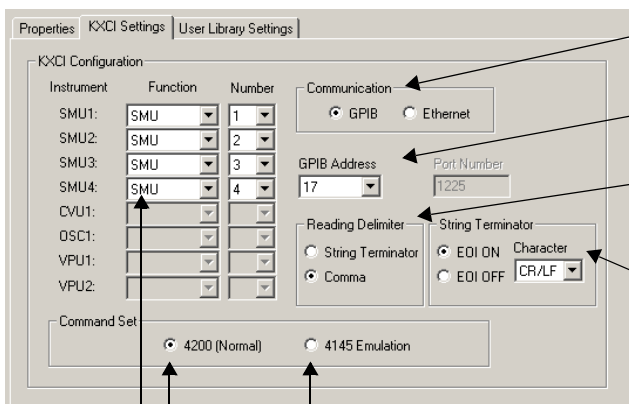 Properties KXCI Settings User Library Settings
KXCI Configuration
Instrument Function Number
SMU1: SMU 1
SMU2: SMU 2
SMU3: SMU 3
SMU4: SMU 4
CVU1:
OSC1:
VPU1:
VPU2:
Communication
GPIB Ethernet
GPIB Address Port Number
17 1225
Reading Delimiter
String Terminator
Comma
String Terminator
EOI ON Character
EOI OFF CR/LF
Command Set
4200 (Normal) 4145 Emulation